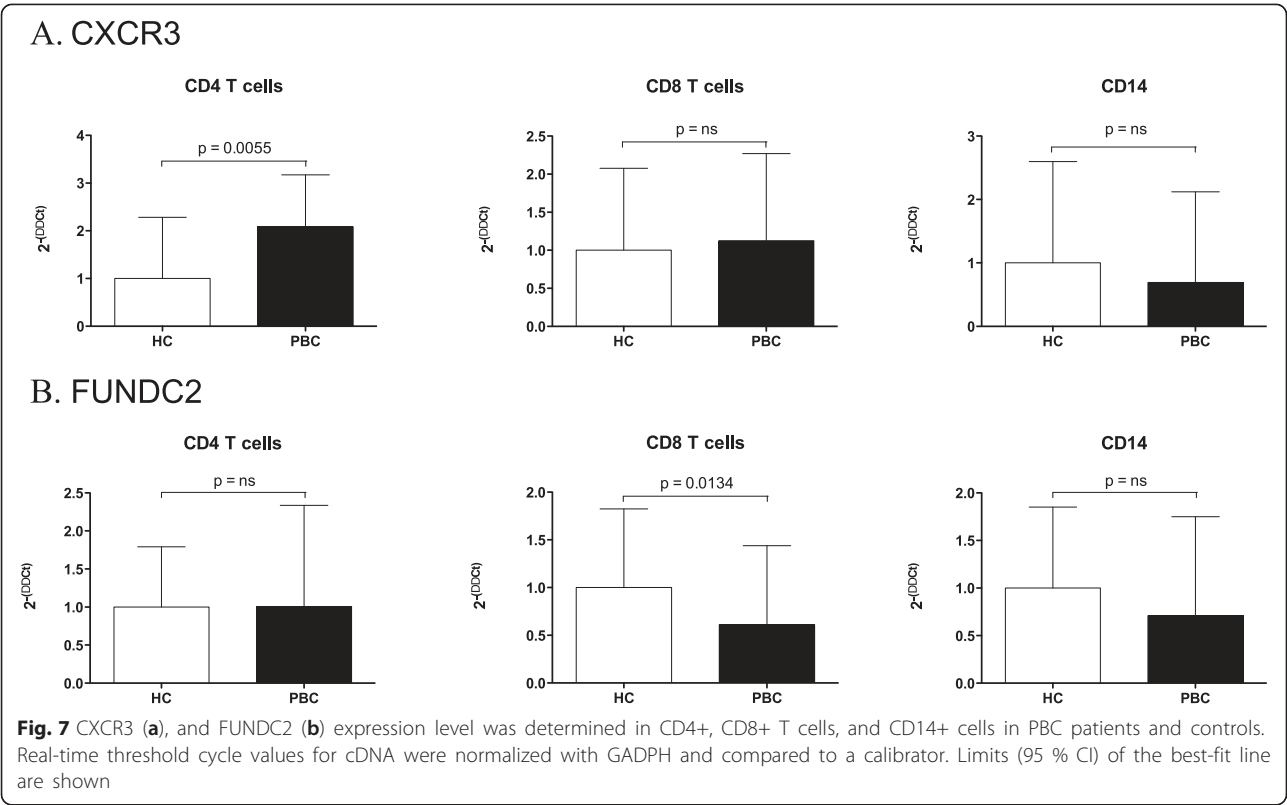 A. CXCR3
CD4 T cells
CD8 T cells
CD14
4
3
2
1
0
2-(DDCt)
p = 0.0055
HC
PBC
2.5
2.0
1.5
1.0
0.5
0.0
2-(DDCt)
p = ns
HC
PBC
3
2
1
0
2-(DDCt)
p = ns
HC
PBC
B. FUNDC2
CD4 T cells
CD8 T cells
CD14
2.5
2.0
1.5
1.0
0.5
0.0
2-(DDCt)
p = ns
HC
PBC
2.0
1.5
1.0
0.5
0.0
2-(DDCt)
p = 0.0134
HC
PBC
2.0
1.5
1.0
0.5
0.0
2-(DDCt)
p = ns
HC
PBC
Fig. 7 CXCR3 (a), and FUNDC2 (b) expression level was determined in CD4+, CD8+ T cells, and CD14+ cells in PBC patients and controls.
Real-time threshold cycle values for cDNA were normalized with GADPH and compared to a calibrator. Limits (95 % CI) of the best-fit line
are shown